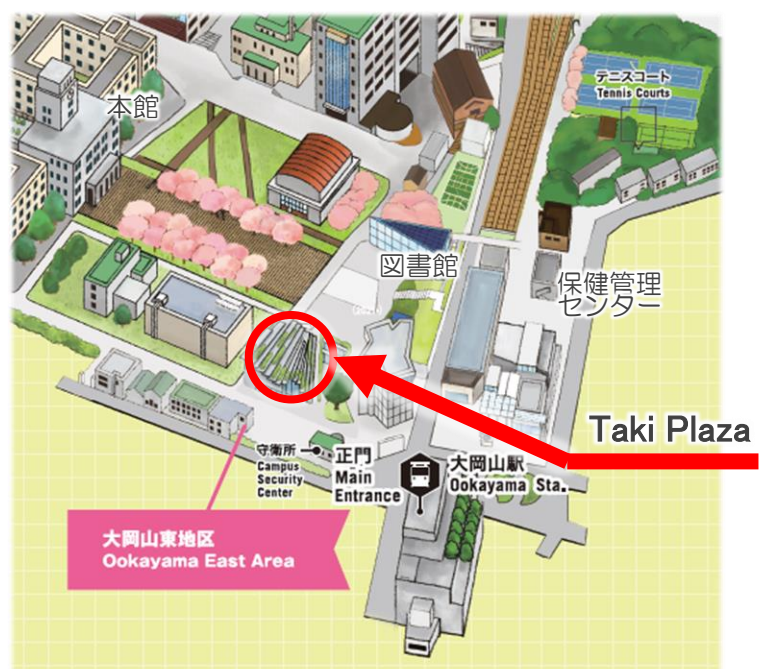 テニスコート
Tennis Courts
本館
図書館
保健管理
センター
Taki Plaza
守衛所
Campus
Security
Center
正門
Main
Entrance
大岡山駅
Ookayama Sta.
大岡山東地区
Ookayama East Area